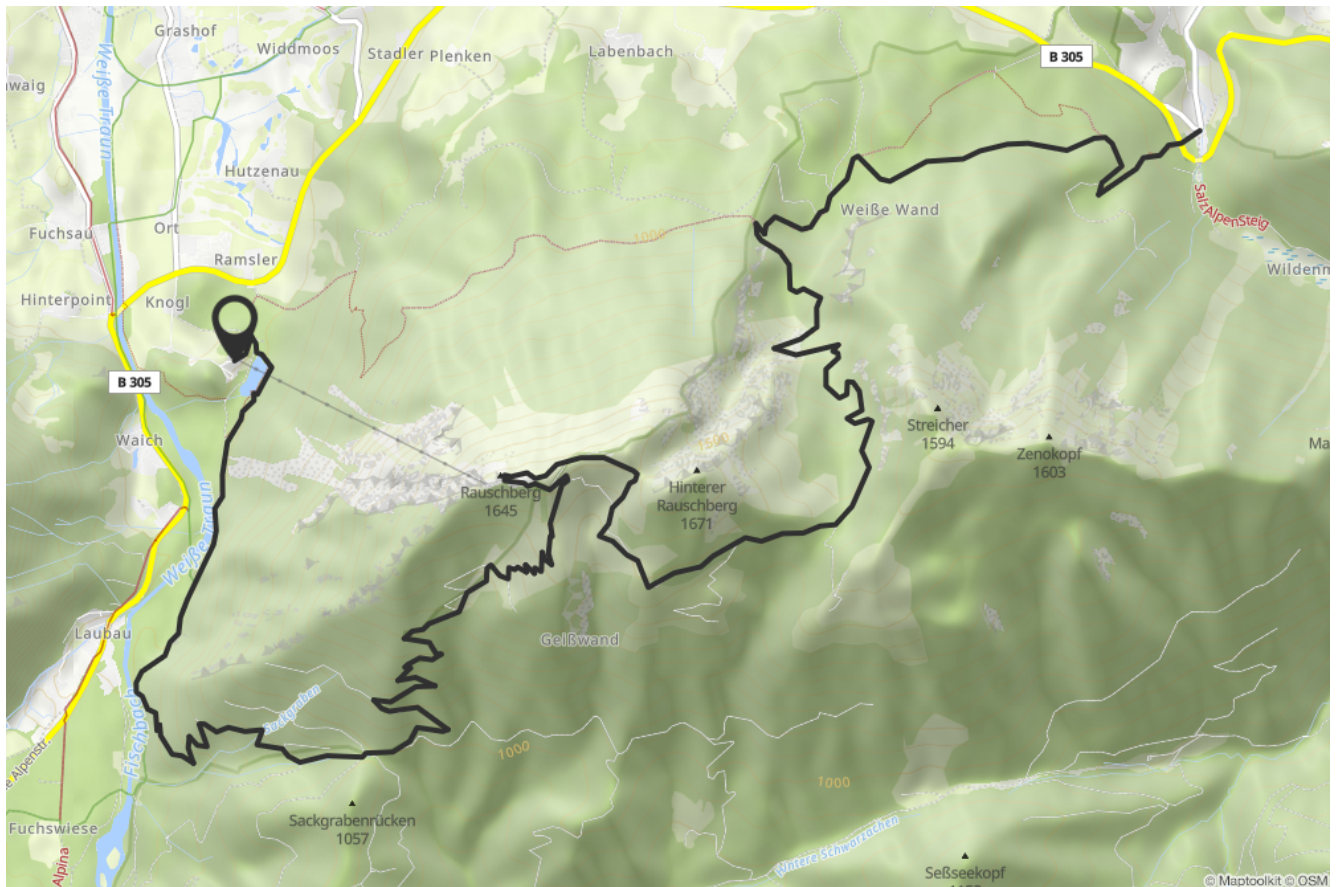 Grashof
Widdmoos
Stadler Plenken
Labenbach
B 305
waig
Weiße Traun
Hutzenau
Fuchsau
Ort
Ramsler
1000
Weiße Wand
SalzAlpenSteig
Hinterpoint
Knogl
B 305
Waich
Streicher
1594
Zenokopf
1603
Ma
1500
Rauschberg
1645
Hinterer
Rauschberg
1671
Weiße Traun
Laubau
Geißwand
Sackgraben
Fischbach
e Alpenstr.
1000
1000
Sackgrabenrücken
1057
Fuchswiese
Alpina
Hintere Schwarzachen
Seßseekopf
© Maptoolkit © OSM